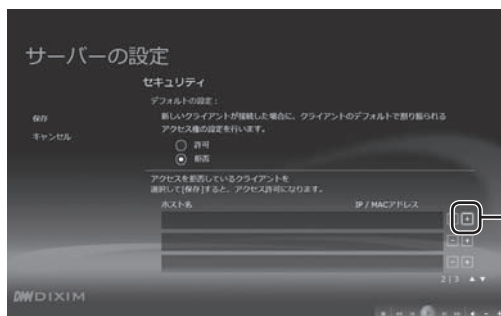 サーバーの設定
セキュリティ
デフォルトの設定：
新しいクライアントが接続した場合に、クライアントのデフォルトで割り振られる
アクセス権の設定を行います。
保存
キャンセル
許可
拒否
アクセスを拒否しているクライアントを
選択して[保存]すると、アクセス許可になります。
ホスト名 IP / MACアドレス
2 | 3
DIXIM